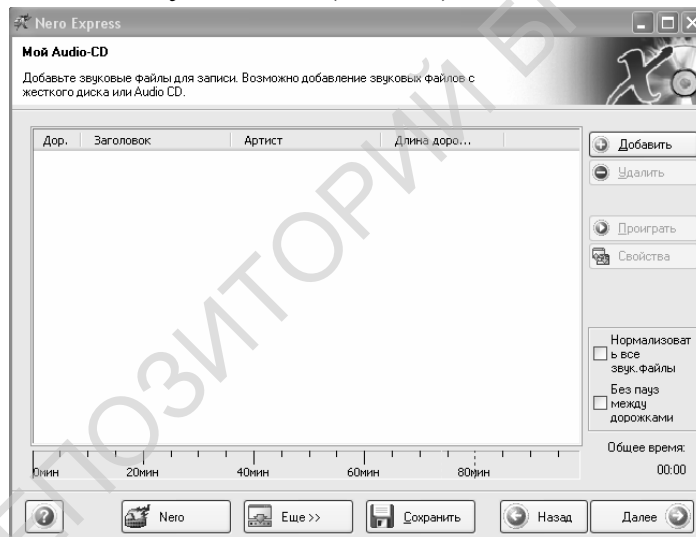 Nero Express
Мой Audio-CD
Добавьте звуковые файлы для записи. Возможно добавление звуковых файлов с
жесткого диска или Audio CD.
Дор. Заголовок Артист Длина доро...
Добавить
Удалить
Проиграть
Свойства
Нормализоват
ь все
звук.файлы
Без пауз
между
дорожками
Общее время:
00:00
0мин 20мин 40мин 60мин 80мин
Nero Еще >> Сохранить Назад Далее
ПОЗИТОРИЙ